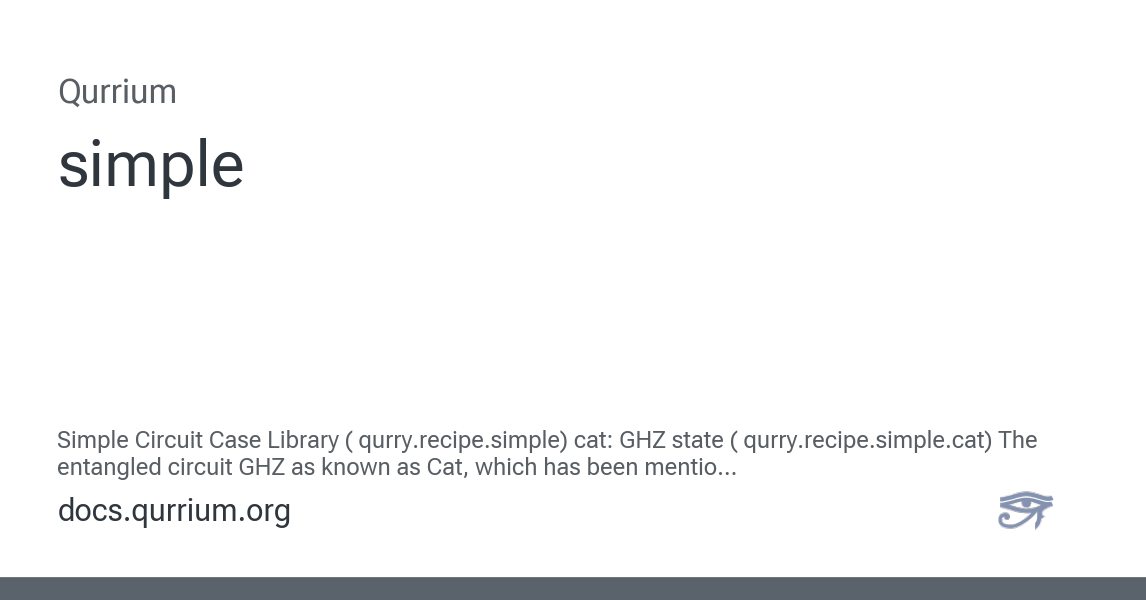 Qurrium
simple
Simple Circuit Case Library ( qurry.recipe.simple) cat: GHZ state ( qurry.recipe.simple.cat) The
entangled circuit GHZ as known as Cat, which has been mentio...
docs.qurrium.org